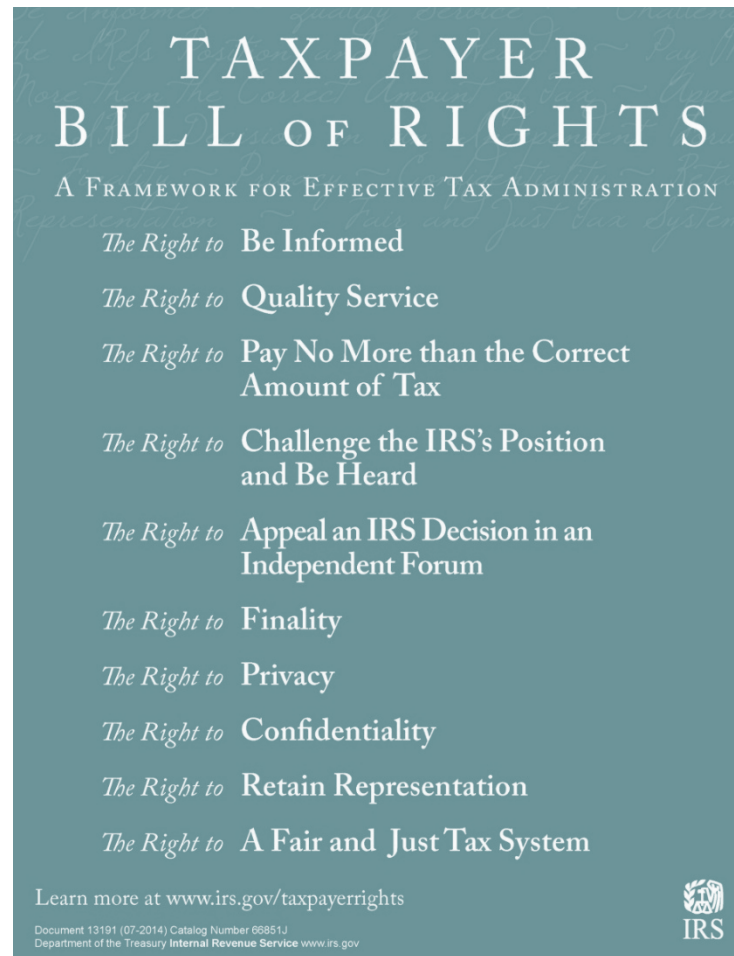 TAXPAYER
BILL OF RIGHTS
A FRAMEWORK FOR EFFECTIVE TAX ADMINISTRATION
The Right to Be Informed
The Right to Quality Service
The Right to Pay No More than the Correct
Amount of Tax
The Right to Challenge the IRS's Position
and Be Heard
The Right to Appeal an IRS Decision in an
Independent Forum
The Right to Finality
The Right to Privacy
The Right to Confidentiality
The Right to Retain Representation
The Right to A Fair and Just Tax System
Learn more at www.irs.gov/taxpayerrights
Document 13191 (07-2014) Catalog Number 66851J
Department of the Treasury Internal Revenue Service www.irs.gov
IRS